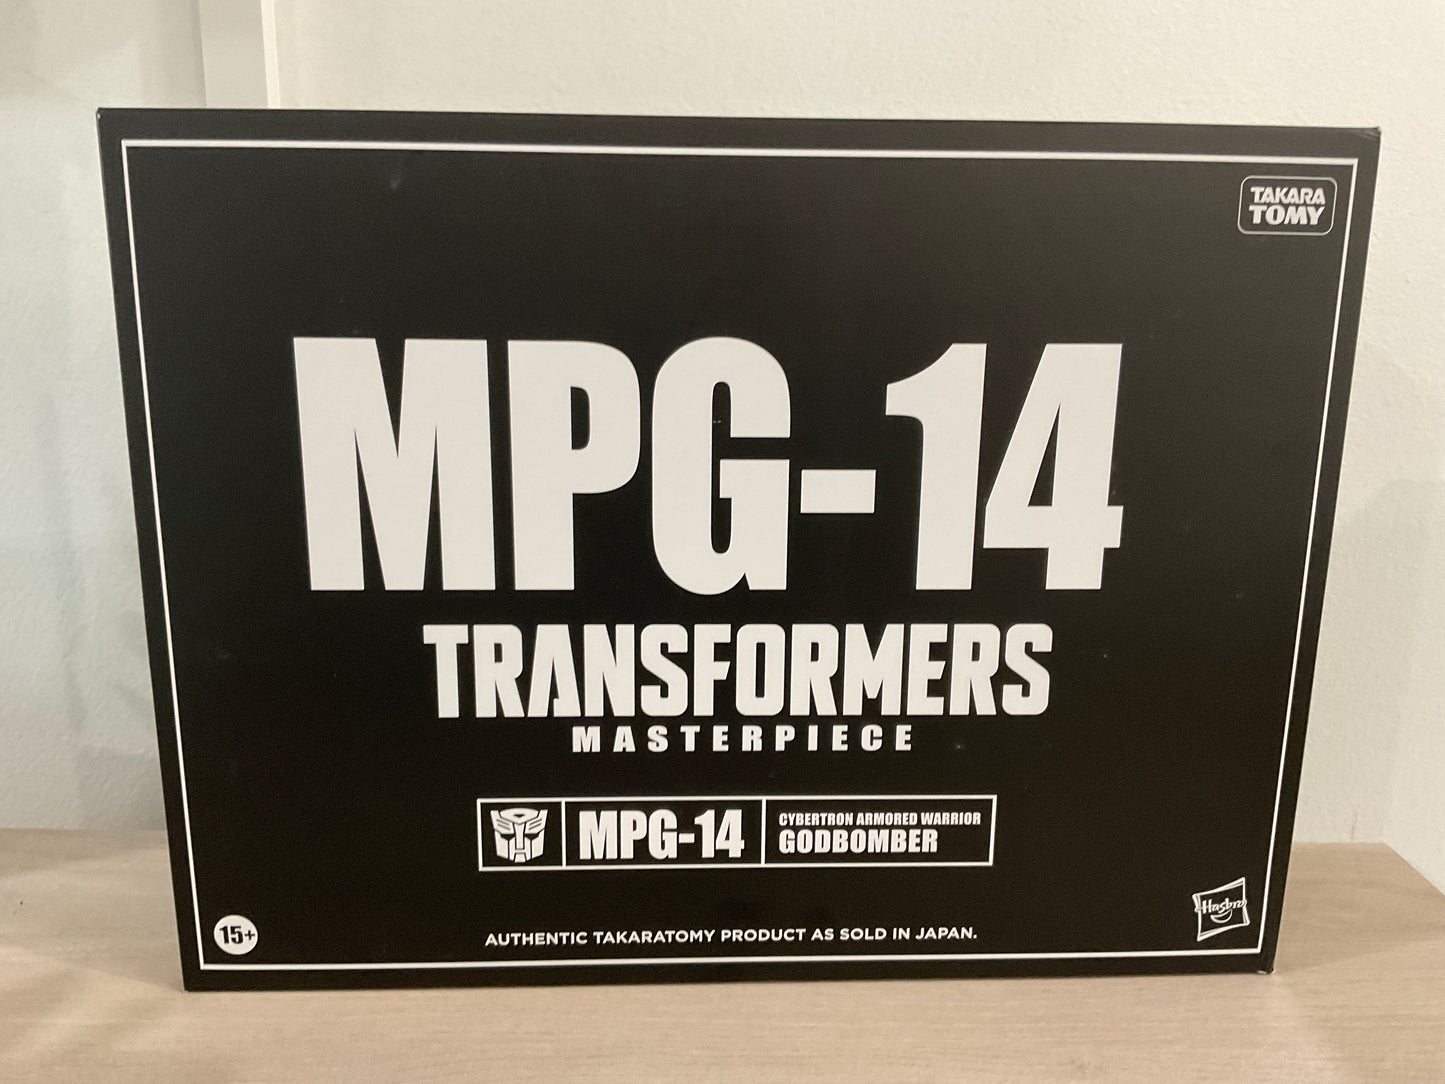 TAKARA
TOMY
MPG-14
TRANSFORMERS
MASTERPIECE
MPG-14
CYBERTRON ARMORED WARRIOR
GODBOMBER
15+
AUTHENTIC TAKARATOMY PRODUCT AS SOLD IN JAPAN.
Hasbro